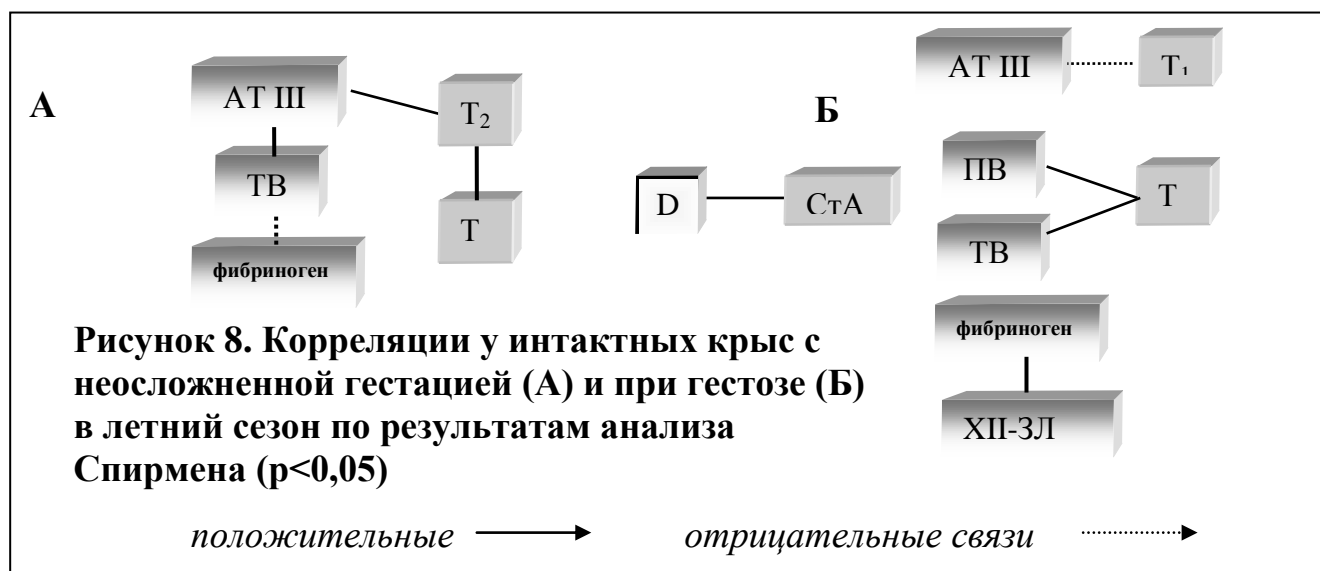 А
АТ III
Т₂
ТВ
Т
фибриноген
Б
АТ III
Т₁
ПВ
Т
D
СтА
ТВ
фибриноген
XII-ЗЛ
Рисунок 8. Корреляции у интактных крыс с
неосложненной гестацией (А) и при гестозе (Б)
в летний сезон по результатам анализа
Спирмена (р<0,05)
положительные
отрицательные связи